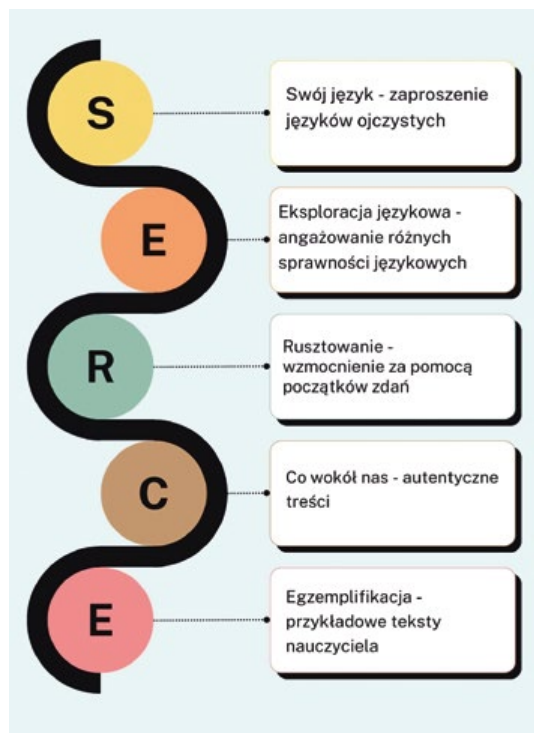 S
Swój język - zaproszenie
języków ojczystych
E
Eksploracja językowa -
angażowanie różnych
sprawności językowych
R
Rusztowanie -
wzmocnienie za pomocą
początków zdań
C
Co wokół nas - autentyczne
treści
E
Egzemplifikacja -
przykładowe teksty
nauczyciela